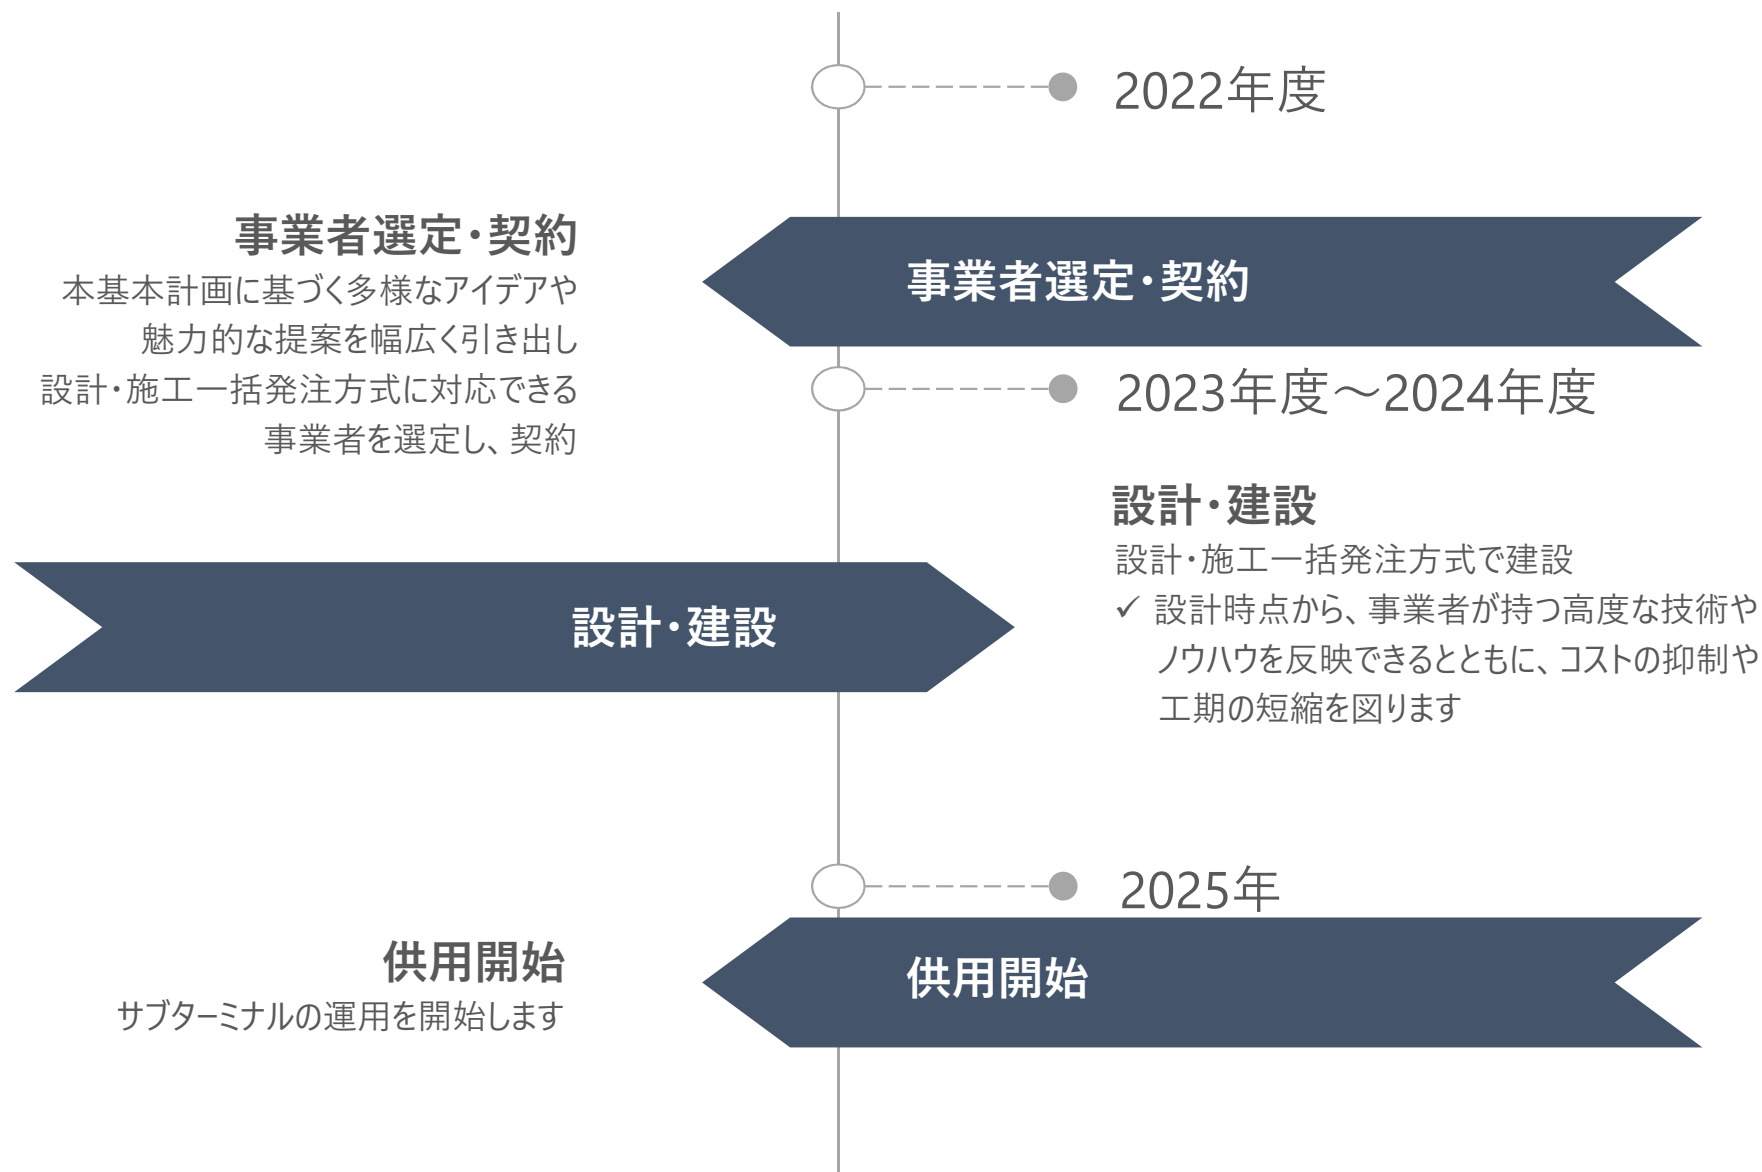 2022年度
事業者選定・契約
本基本計画に基づく多様なアイデアや
魅力的な提案を幅広く引き出し
設計・施工一括発注方式に対応できる
事業者を選定し、契約
事業者選定・契約
2023年度～2024年度
設計・建設
設計・施工一括発注方式で建設
✓ 設計時点から、事業者が持つ高度な技術や
ノウハウを反映できるとともに、コストの抑制や
工期の短縮を図ります
設計・建設
2025年
供用開始
サブターミナルの運用を開始します
供用開始